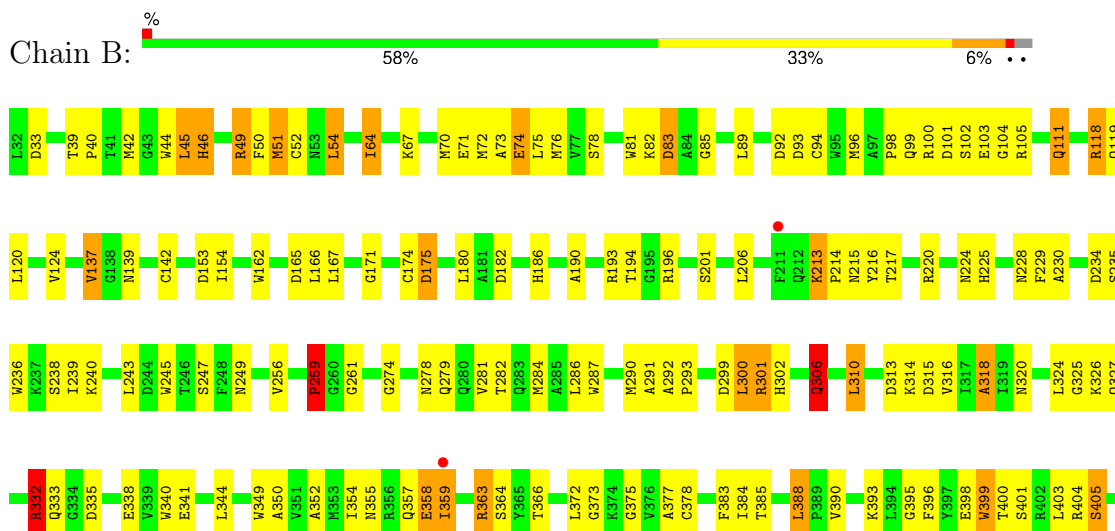 %
Chain B:
58% 33% 6% • •
L32 D33 T39 P40 T41 M42 G43 W44 L45 H46 R49 F50 M51 C52 N53 L54 I64 K67 M70 E71 M72 A73 E74 L75 M76 V77 S78 W81 K82 D83 A84 G85 L89 D92 D93 C94 W95 M96 A97 P98 Q99 R100 D101 S102 E103 G104 R105 Q111 R118
L120 V124 V137 G138 N139 C142 D153 I154 W162 D165 L166 L167 G171 C174 D175 L180 A181 D182 H186 A190 R193 T194 G195 R196 S201 L206 F211 Q212 K213 P214 N215 Y216 T217 R220 N224 H225 N228 F229 A230 D234 S235
W236 K237 S238 I239 K240 L243 D244 W245 T246 S247 F248 N249 V256 P259 G260 G261 G274 N278 Q279 Q280 V281 T282 Q283 M284 A285 L286 W287 M290 A291 A292 P293 D299 L300 R301 H302 Q306 L310 D313 K314 D315 V316 I317 A318 I319 N320 L324 G325 K326
R332 Q333 G334 D335 E338 V339 W340 E341 L344 W349 A350 V351 A352 M353 I354 N355 R356 Q357 E358 I359 R363 S364 Y365 T366 L372 G373 K374 G375 V376 A377 C378 F383 I384 T385 L388 P389 V390 K393 L394 G395 F396 Y397 E398 W399 T400 S401 R402 L403 R404 S405